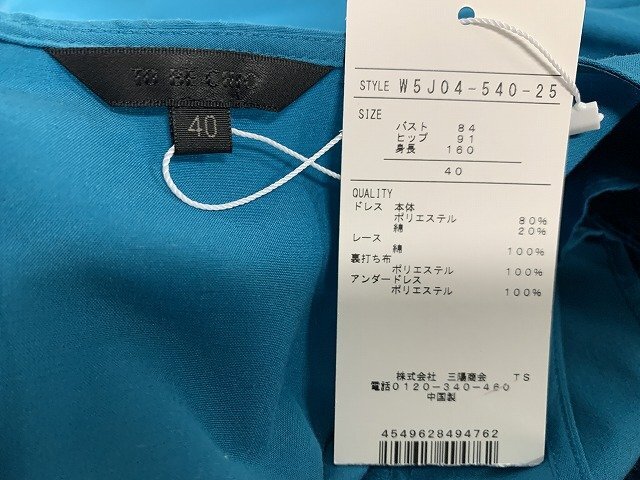 TO BE CHIC
40
STYLE W5J04-540-25
SIZE
バスト 84
ヒップ 91
身長 160
40
QUALITY
ドレス 本体
ポリエステル 80%
綿 20%
レース
綿 100%
裏打ち布
ポリエステル 100%
アンダードレス
ポリエステル 100%
株式会社 三陽商会 TS
電話0120-340-460
中国製
4549628494762